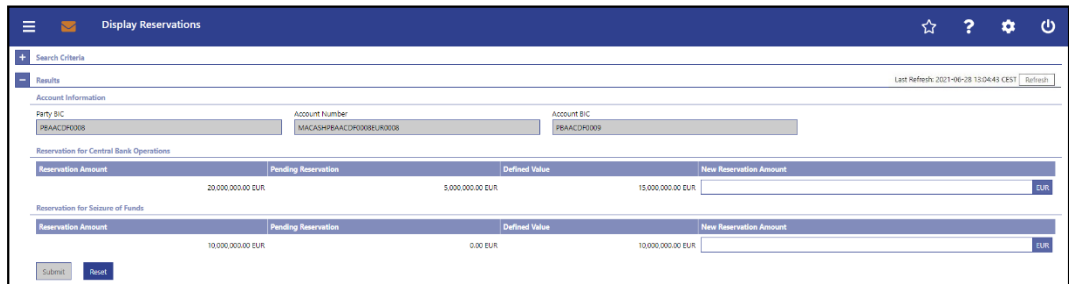 Display Reservations
Search Criteria
Results Last Refresh: 2021-06-28 13:04:43 CEST Refresh
Account Information
Party BIC Account Number Account BIC
PBAACDF0008 MACASHPBAACDF0008EUR0008 PBAACDF0009
Reservation for Central Bank Operations
Reservation Amount Pending Reservation Defined Value New Reservation Amount
20,000,000.00 EUR 5,000,000.00 EUR 15,000,000.00 EUR EUR
Reservation for Seizure of Funds
Reservation Amount Pending Reservation Defined Value New Reservation Amount
10,000,000.00 EUR 0.00 EUR 10,000,000.00 EUR EUR
Submit Reset